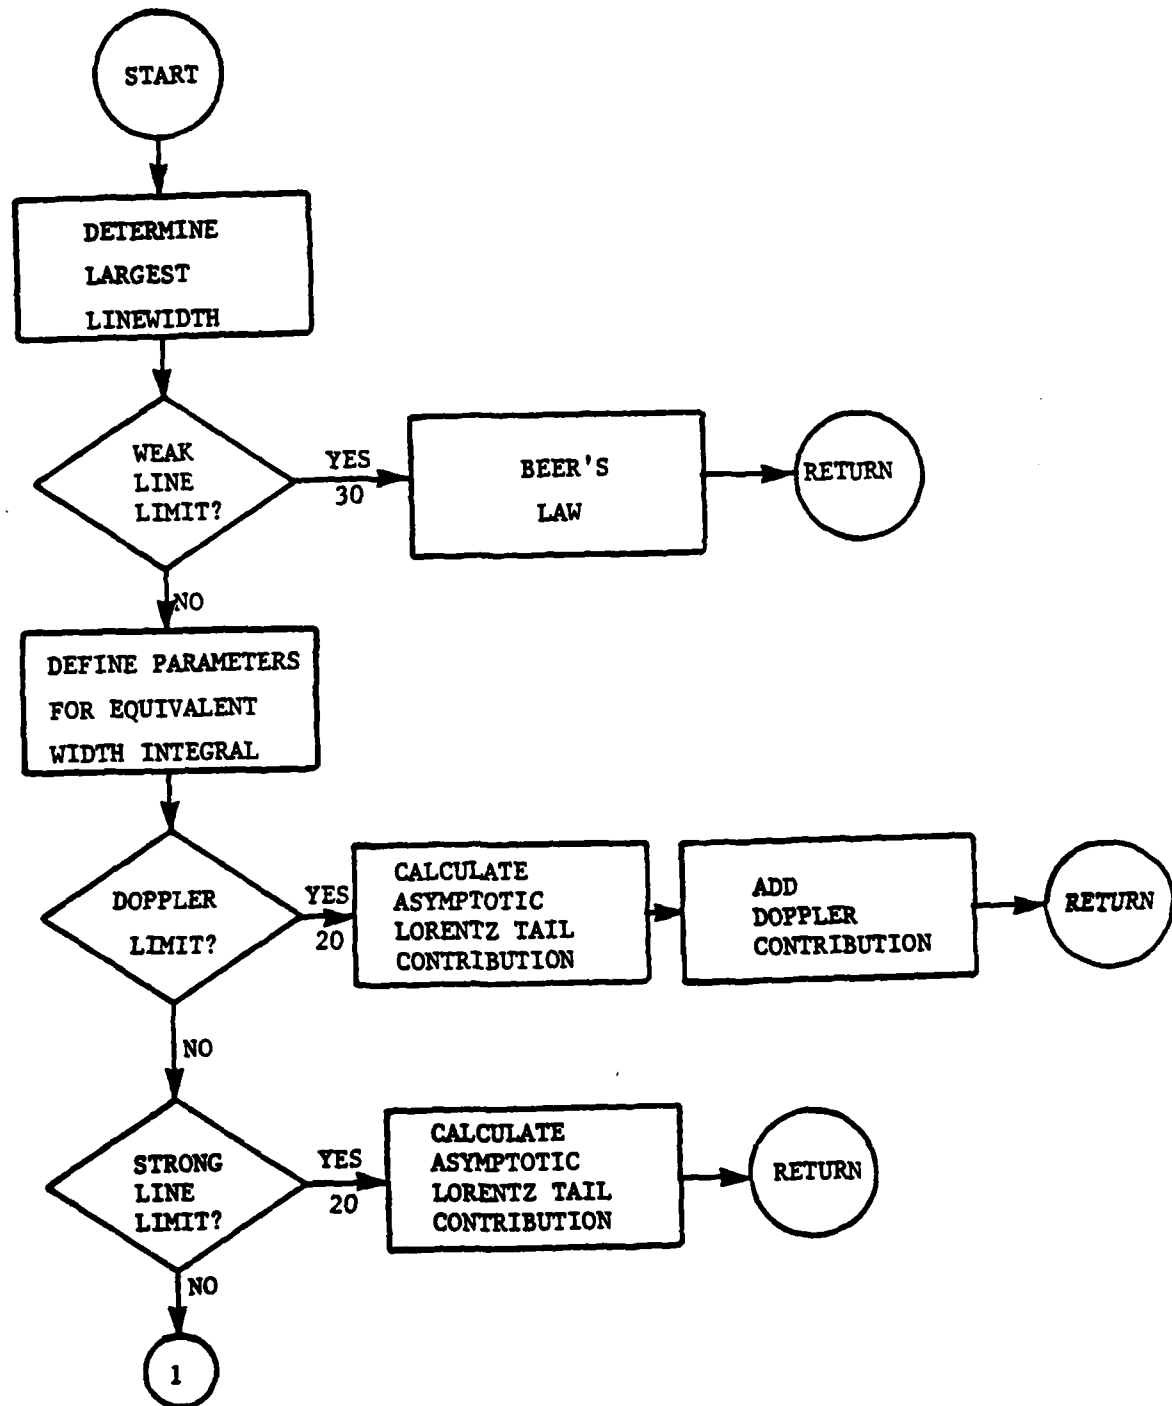 START
DETERMINE
LARGEST
LINEWIDTH
WEAK
LINE
LIMIT?
YES
30
BEER'S
LAW
RETURN
NO
DEFINE PARAMETERS
FOR EQUIVALENT
WIDTH INTEGRAL
DOPPLER
LIMIT?
YES
20
CALCULATE
ASYMPTOTIC
LORENTZ TAIL
CONTRIBUTION
ADD
DOPPLER
CONTRIBUTION
RETURN
NO
STRONG
LINE
LIMIT?
YES
20
CALCULATE
ASYMPTOTIC
LORENTZ TAIL
CONTRIBUTION
RETURN
NO
1